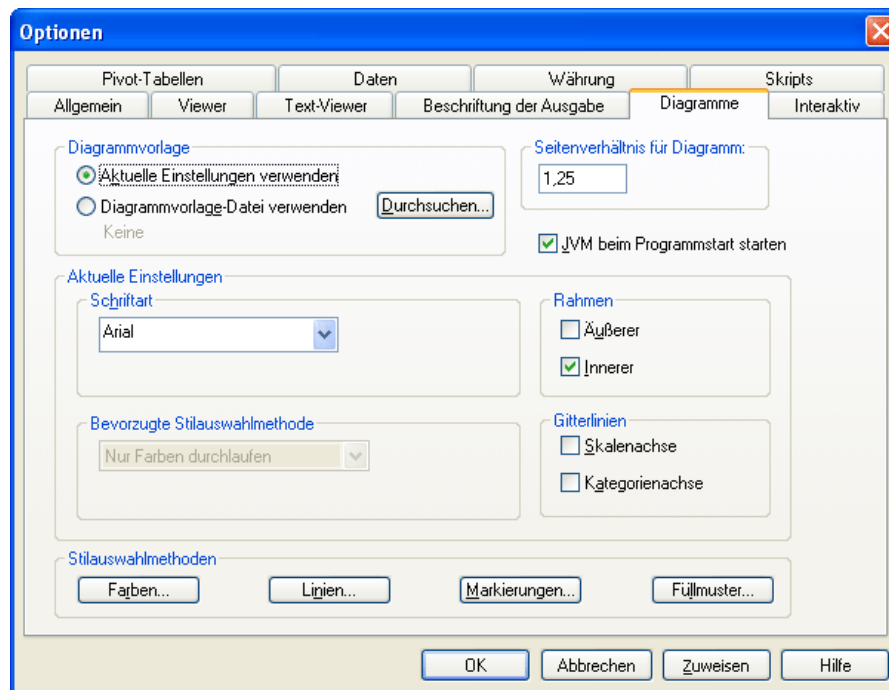 Optionen
Pivot-Tabellen Daten Währung Skripts
Allgemein Viewer Text-Viewer Beschriftung der Ausgabe Diagramme Interaktiv
Diagrammvorlage
Aktuelle Einstellungen verwenden
Diagrammvorlage-Datei verwenden Durchsuchen...
Keine
Seitenverhältnis für Diagramm:
1,25
JVM beim Programmstart starten
Aktuelle Einstellungen
Schriftart
Arial
Rahmen
Äußerer
Innerer
Bevorzugte Stilauswahlmethode
Nur Farben durchlaufen
Gitterlinien
Skalenachse
Kategorienachse
Stilauswahlmethoden
Farben... Linien... Markierungen... Füllmuster...
OK Abbrechen Zuweisen Hilfe